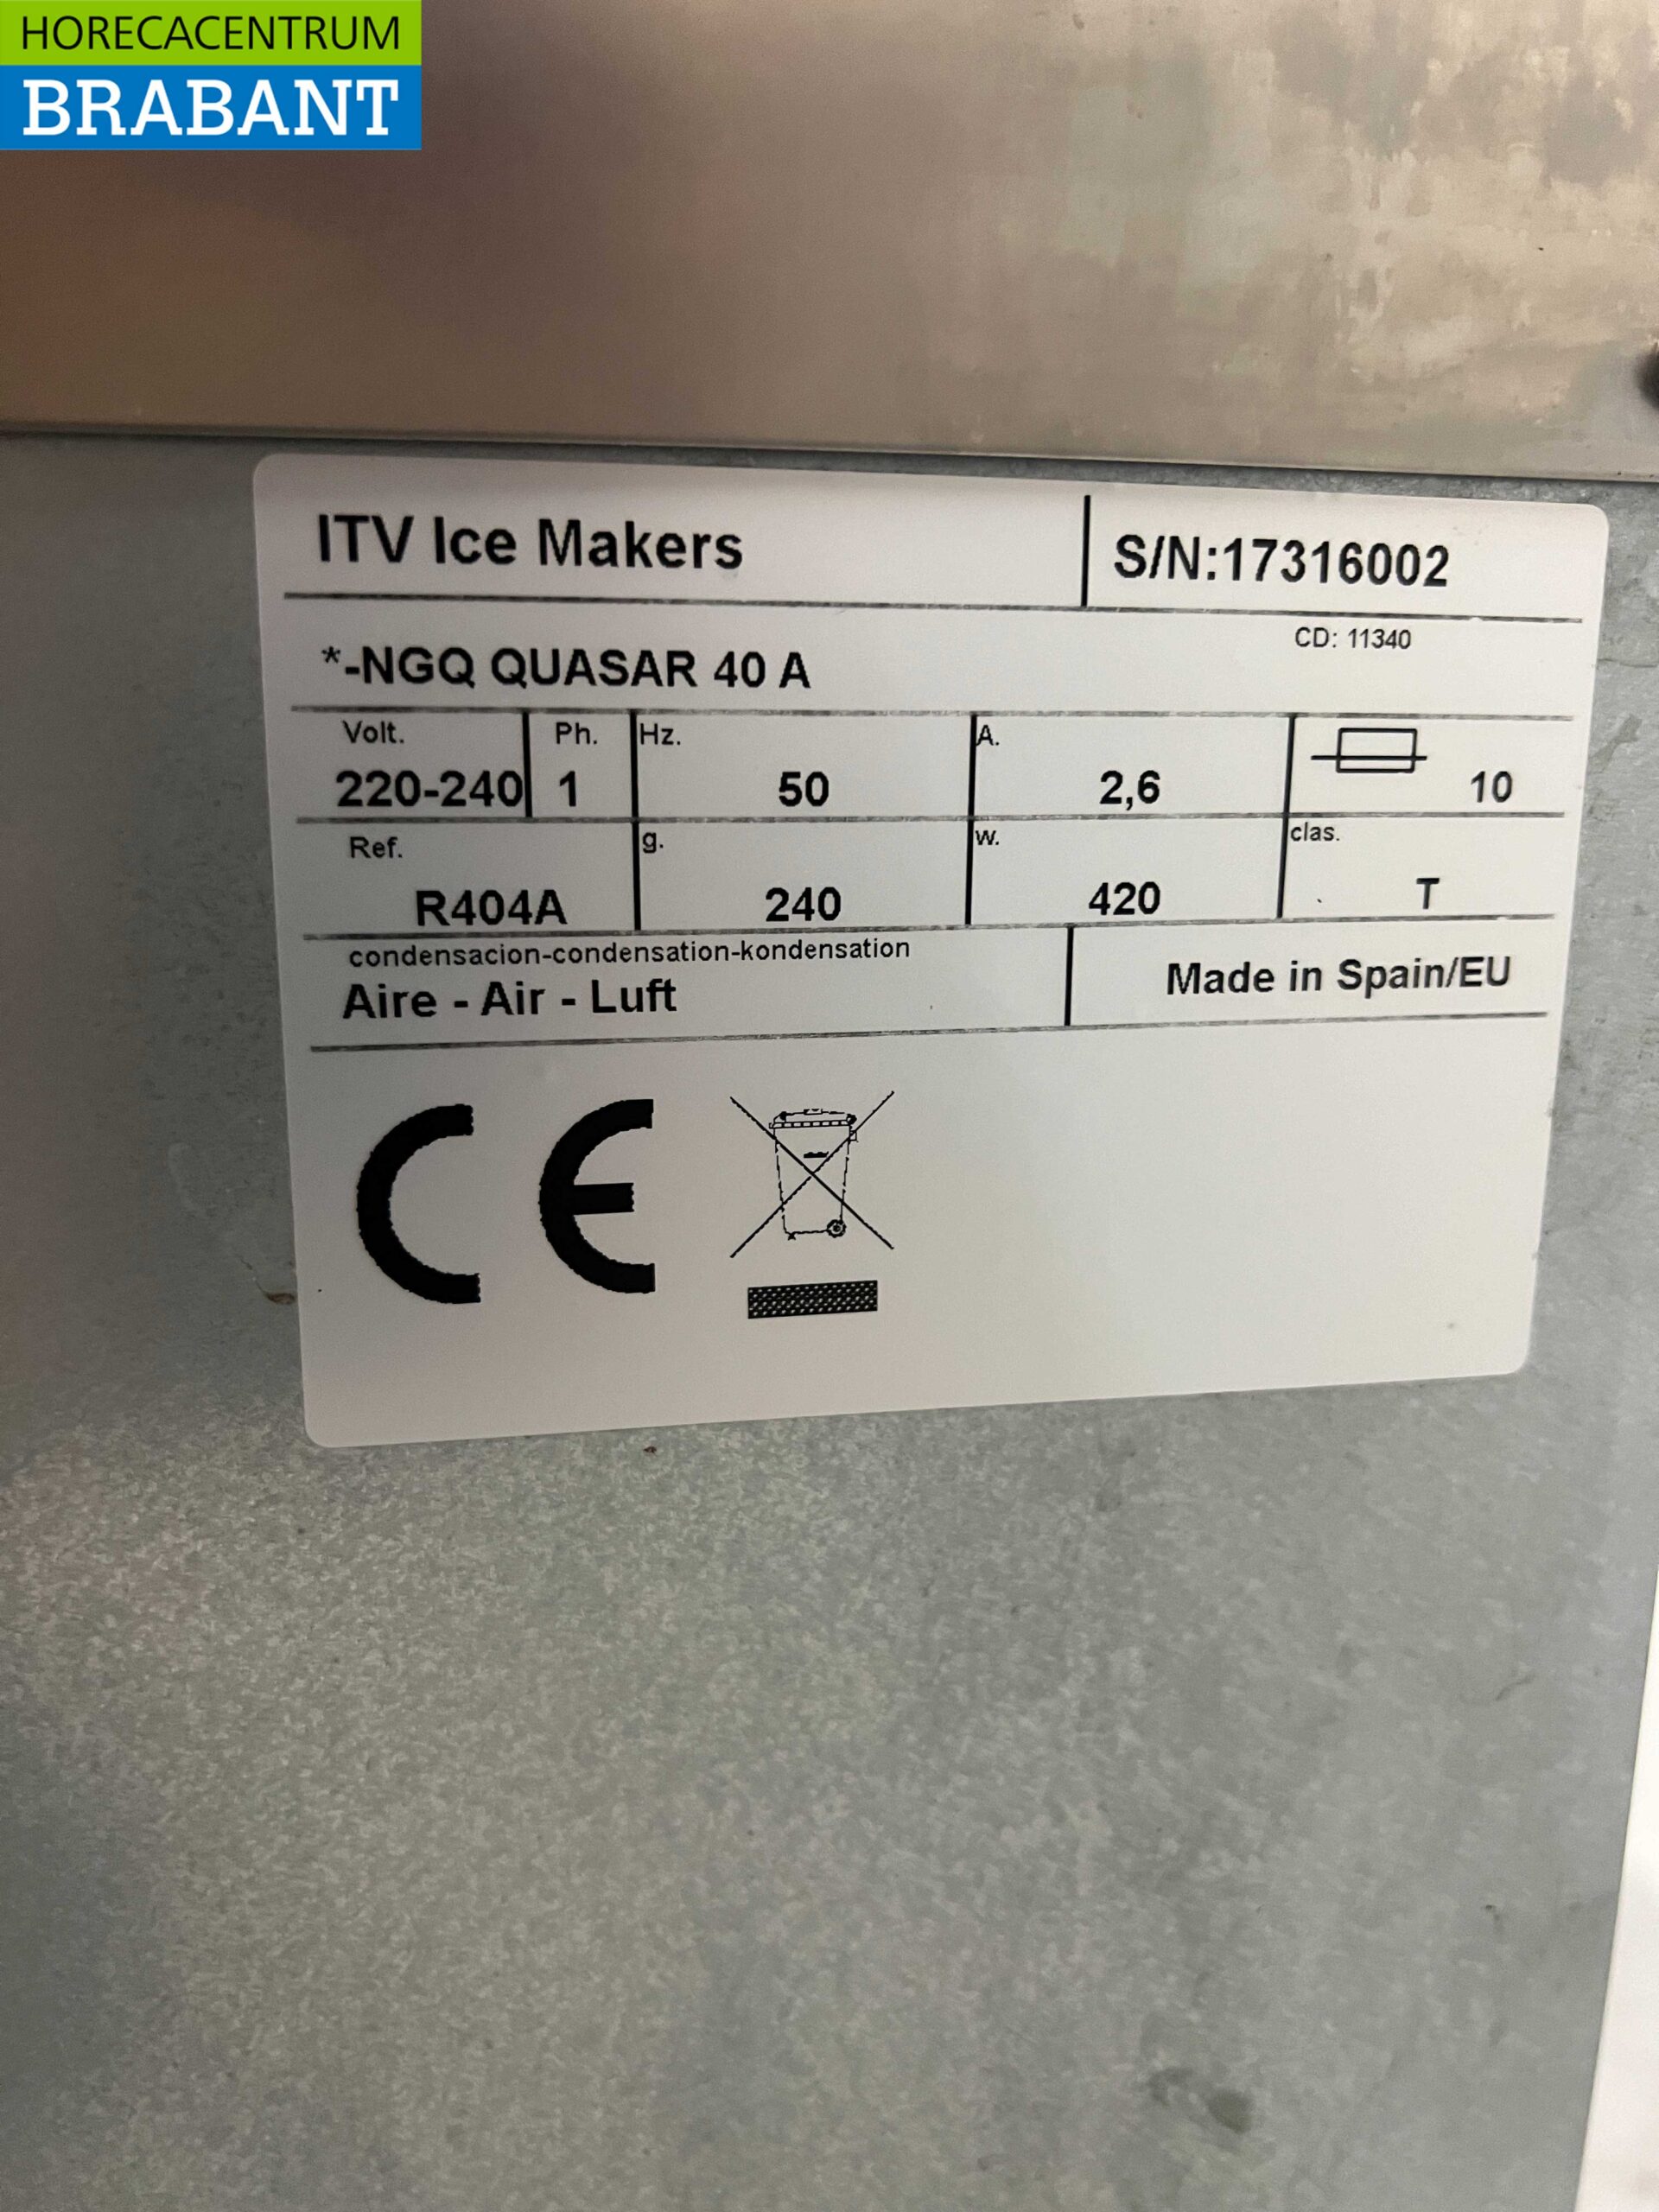 HORECACENTRUM
BRABANT
ITV Ice Makers
S/N:17316002
CD: 11340
*-NGQ QUASAR 40 A
Volt. Ph. Hz. A.
220-240 1 50 2,6 10
Ref. g. w. clas.
R404A 240 420 T
condensacion-condensation-kondensation
Aire - Air - Luft
Made in Spain/EU
CE